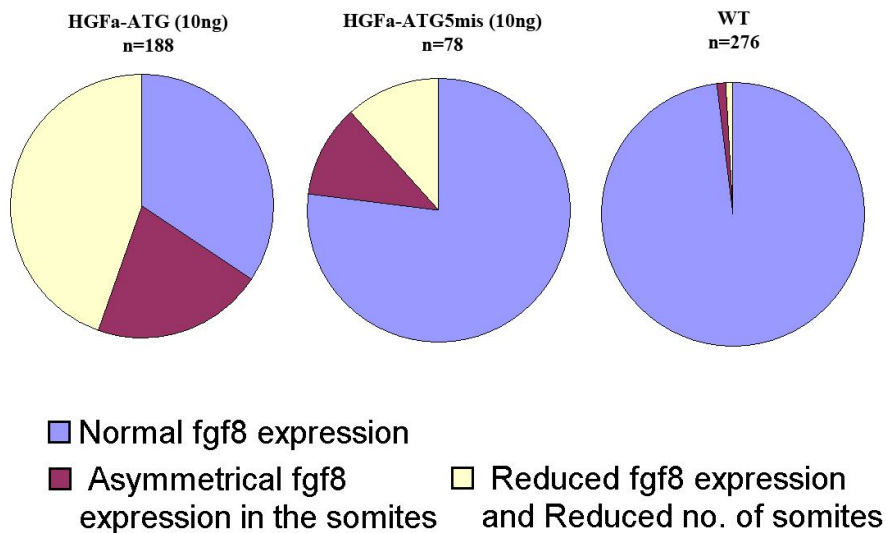 HGFa-ATG (10ng)
n=188
HGFa-ATG5mis (10ng)
n=78
WT
n=276
Normal fgf8 expression
Asymmetrical fgf8
expression in the somites
Reduced fgf8 expression
and Reduced no. of somites